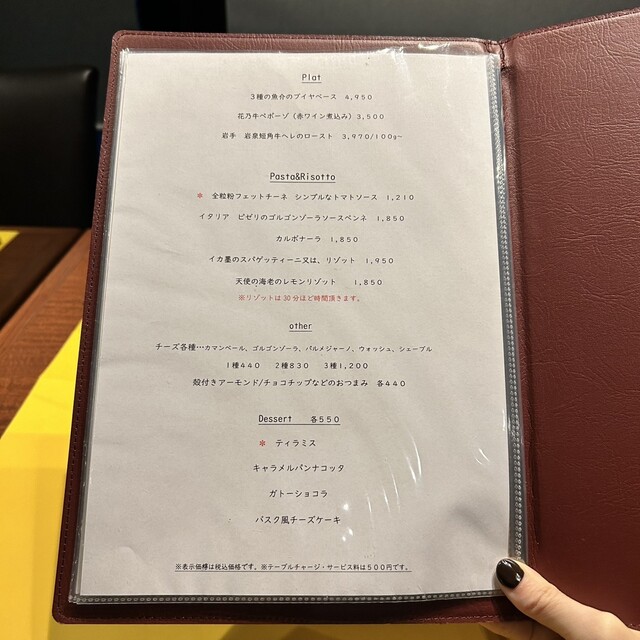 Plat
3種の魚介のブイヤベース 4,950
花乃牛ペポーゾ（赤ワイン煮込み）3,500
岩手 岩泉短角牛ヘレのロースト 3,970/100g～
Pasta&Risotto
＊ 全粒粉フェットチーネ シンプルなトマトソース 1,210
イタリア ピゼリのゴルゴンゾーラソースペンネ 1,850
カルボナーラ 1,850
イカ墨のスパゲッティーニ又は、リゾット 1,950
天使の海老のレモンリゾット 1,850
※リゾットは30分ほど時間頂きます。
other
チーズ各種…カマンベール、ゴルゴンゾーラ、パルメジャーノ、ウォッシュ、シェーブル
1種440 2種830 3種1,200
殻付きアーモンド/チョコチップなどのおつまみ 各440
Dessert 各550
＊ ティラミス
キャラメルパンナコッタ
ガトーショコラ
バスク風チーズケーキ
※表示価格は税込価格です。※テーブルチャージ・サービス料は500円です。